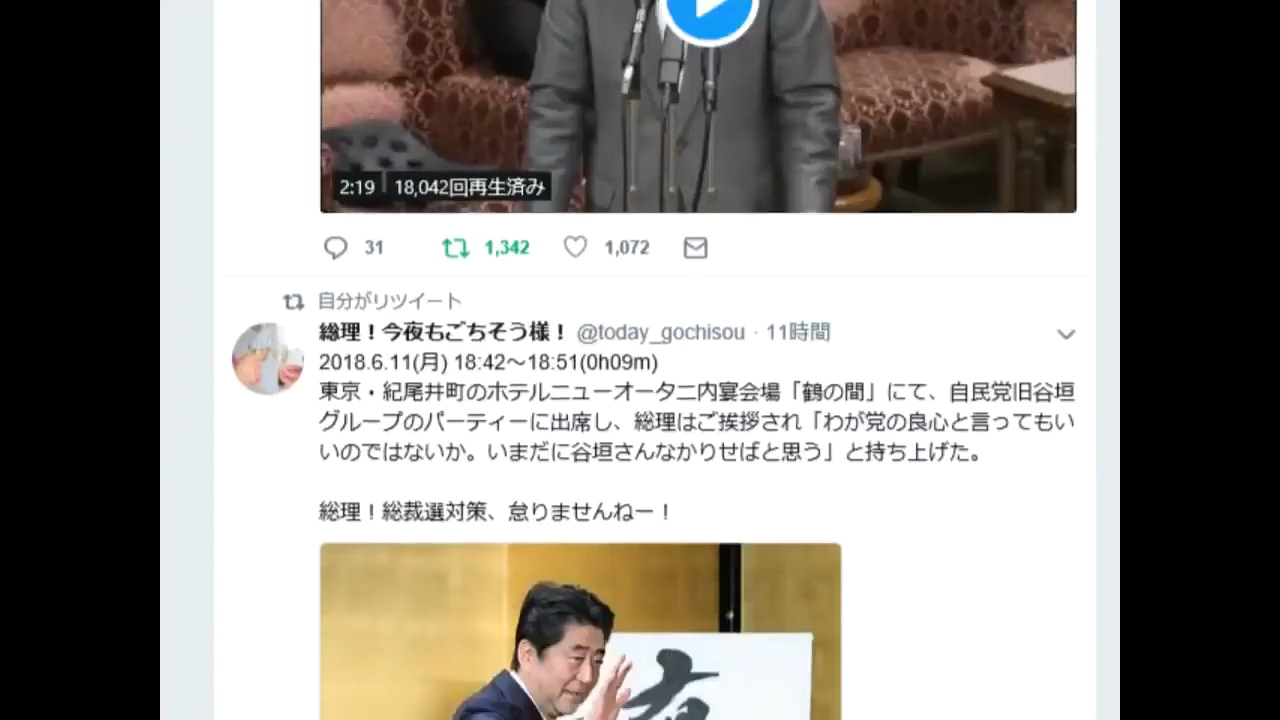 2:19 18,042回再生済み
31 1,342 1,072
自分がリツイート
総理！今夜もごちそう様！ @today_gochisou · 11時間
2018.6.11(月) 18:42～18:51(0h09m)
東京・紀尾井町のホテルニューオータニ内宴会場「鶴の間」にて、自民党旧谷垣
グループのパーティーに出席し、総理はご挨拶され「わが党の良心と言ってもい
いのではないか。いまだに谷垣さんなかりせばと思う」と持ち上げた。
総理！総裁選対策、怠りませんねー！